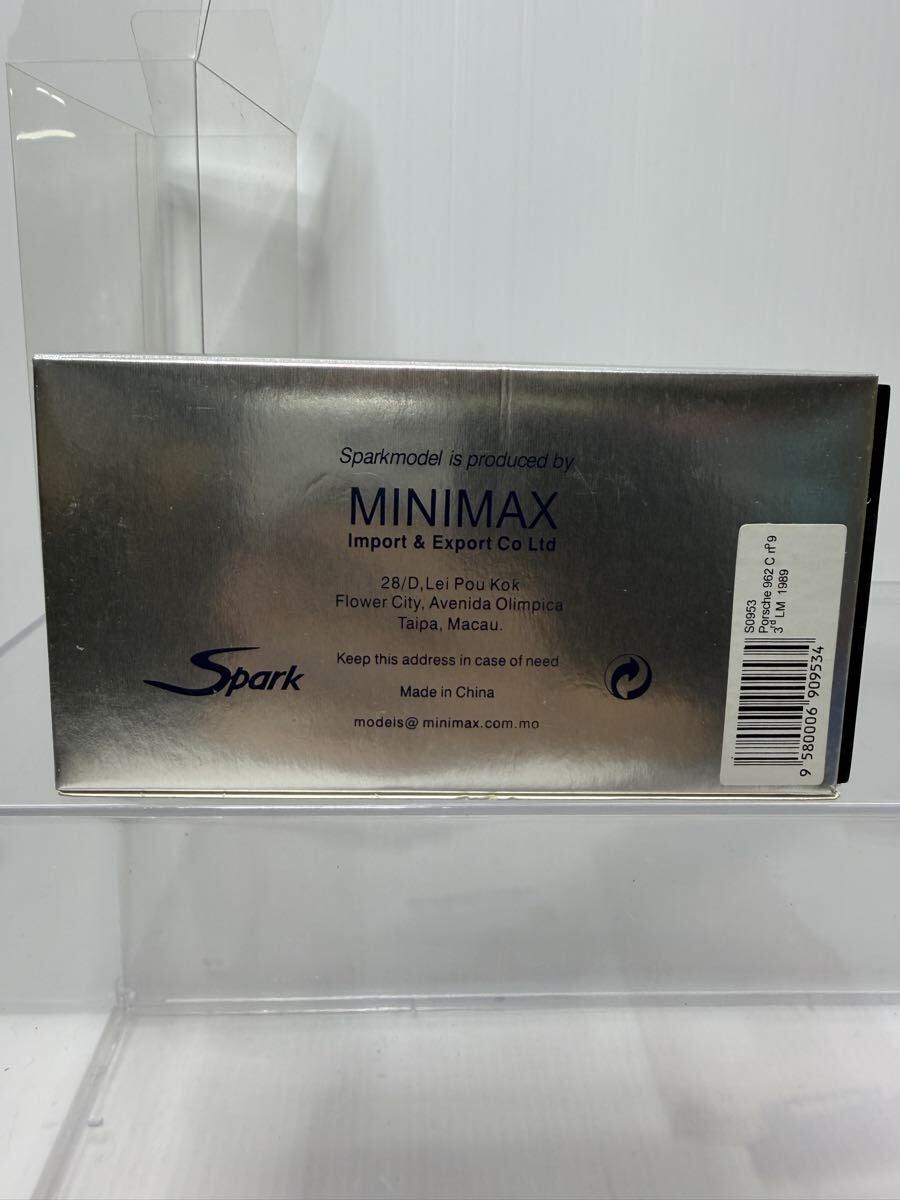 Sparkmodel is produced by
MINIMAX
Import & Export Co Ltd
28/D, Lei Pou Kok
Flower City, Avenida Olimpica
Taipa, Macau.
Keep this address in case of need
Made in China
modeis@minimax.com.mo
Spark
S0953
Porsche 962 C nº9
3rd LM 1989
9 580006 909534